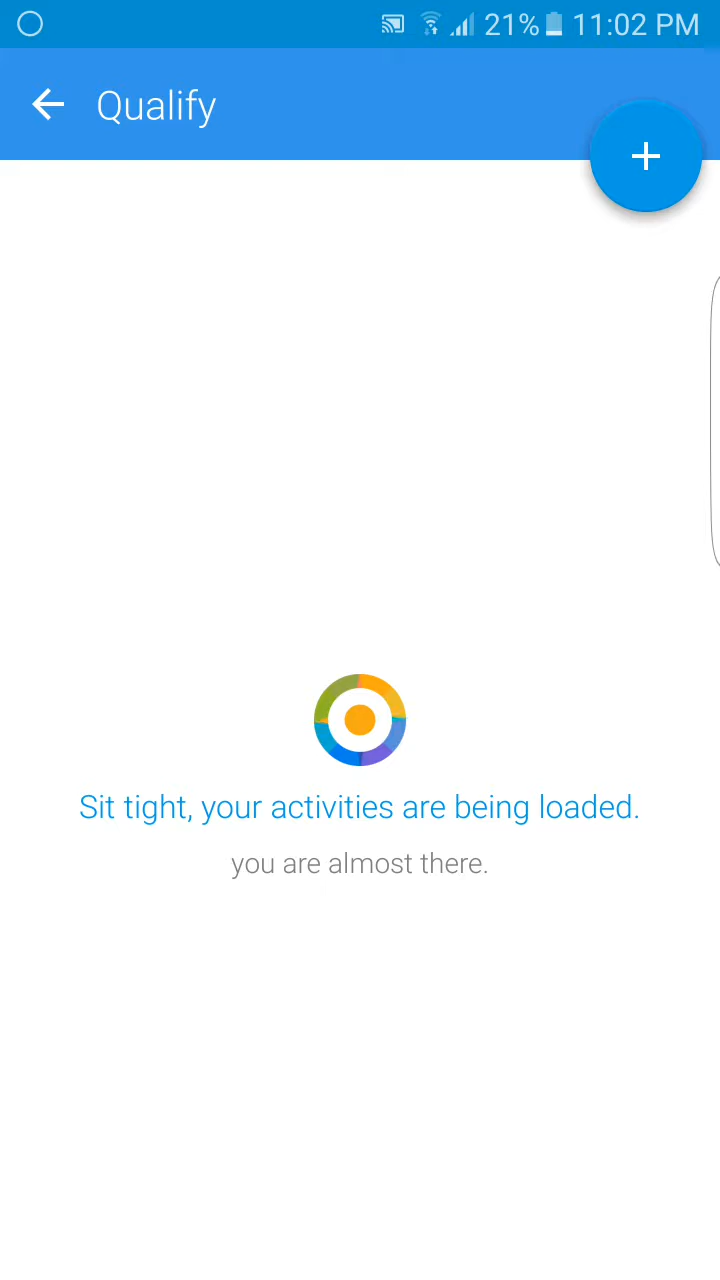 21% 11:02 PM
Qualify
Sit tight, your activities are being loaded.
you are almost there.